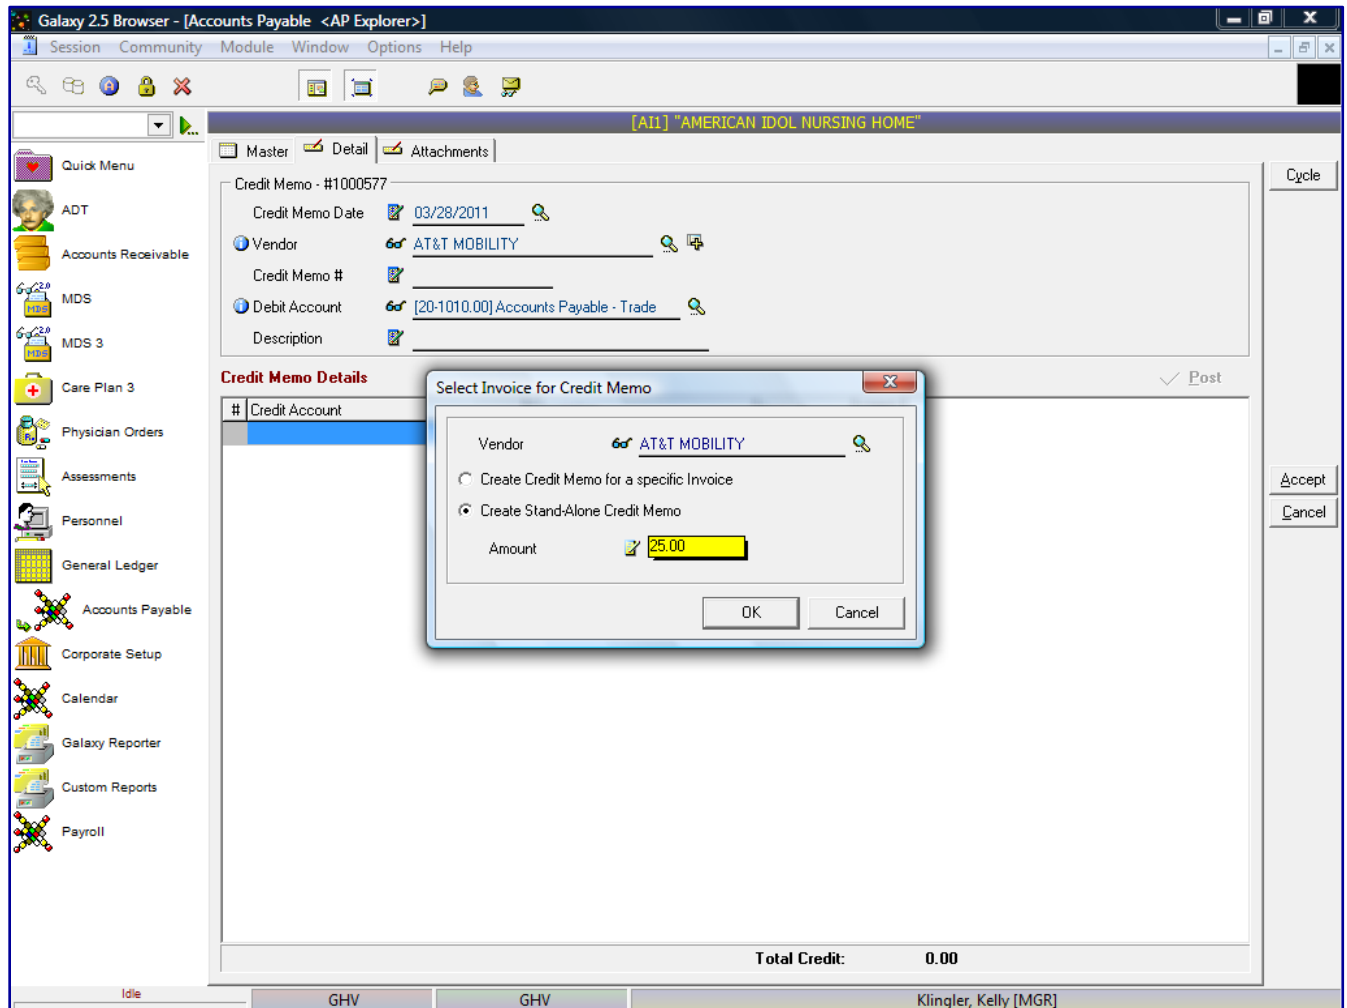 Galaxy 2.5 Browser - [Accounts Payable <AP Explorer>]
Session Community Module Window Options Help
[AI1] "AMERICAN IDOL NURSING HOME"
Master Detail Attachments
Quick Menu
ADT
Accounts Receivable
MDS
MDS 3
Care Plan 3
Physician Orders
Assessments
Personnel
General Ledger
Accounts Payable
Corporate Setup
Calendar
Galaxy Reporter
Custom Reports
Payroll
Credit Memo - #1000577
Credit Memo Date 03/28/2011
Vendor AT&T MOBILITY
Credit Memo #
Debit Account [20-1010.00] Accounts Payable - Trade
Description
Cycle
Credit Memo Details
Post
# Credit Account
Select Invoice for Credit Memo
Vendor AT&T MOBILITY
Create Credit Memo for a specific Invoice
Create Stand-Alone Credit Memo
Amount 25.00
OK Cancel
Accept
Cancel
Total Credit: 0.00
Idle GHV GHV Klingler, Kelly [MGR]